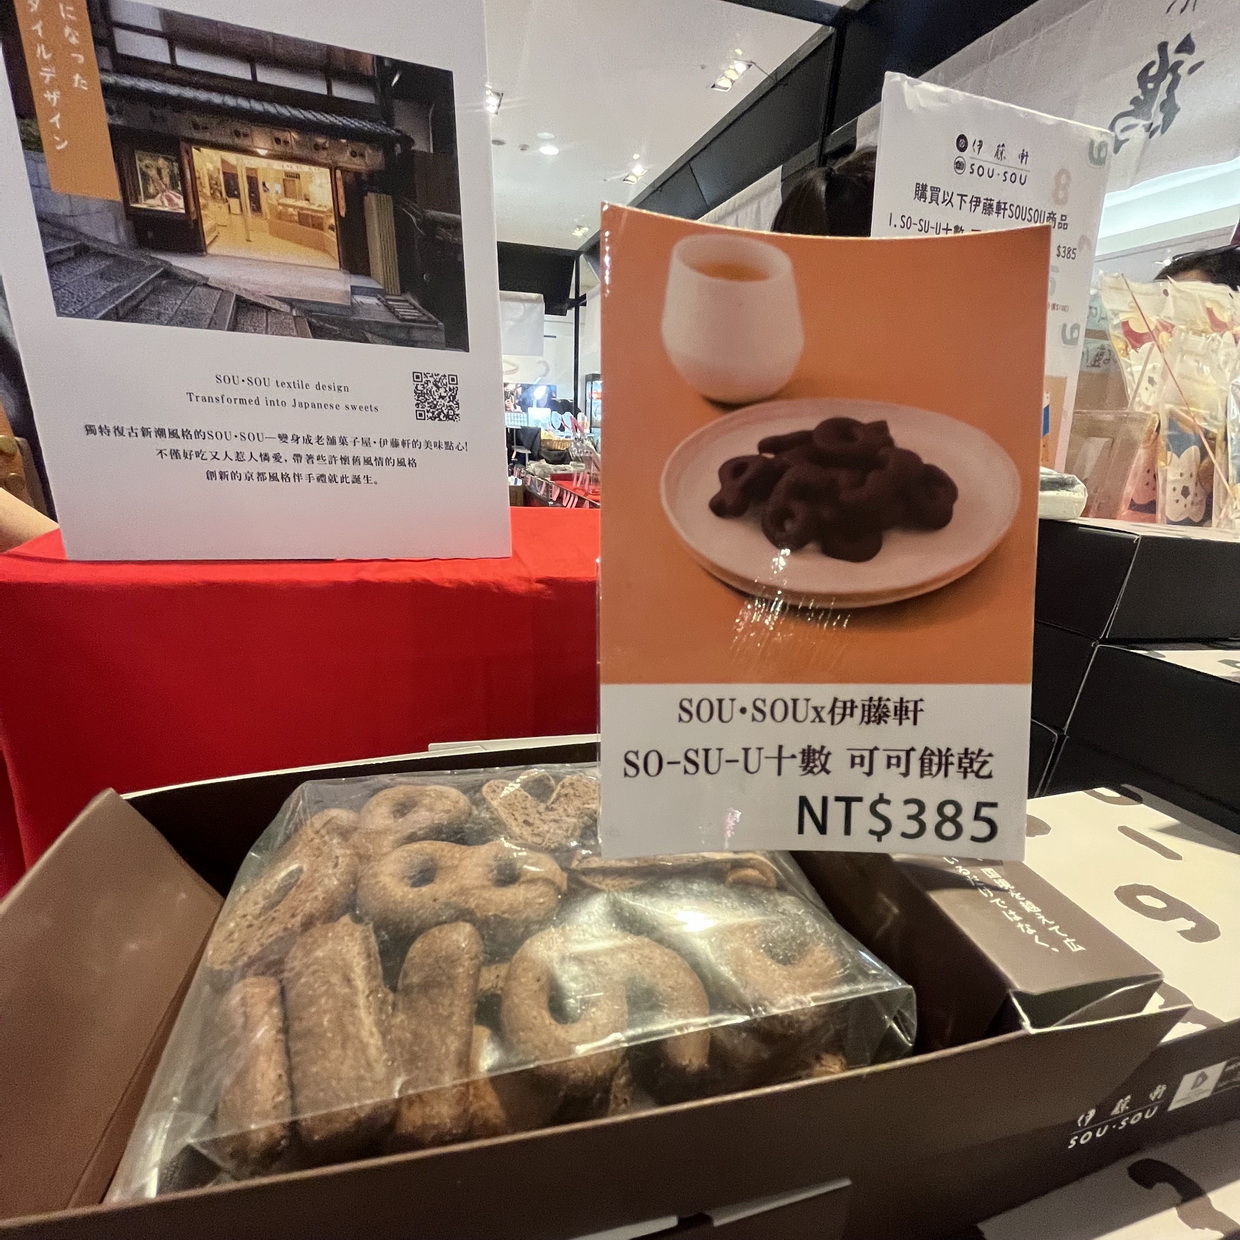 になった
イルデザイン
SOU・SOU textile design
Transformed into Japanese sweets
獨特復古新潮風格的SOU・SOU—變身成老舖菓子屋・伊藤軒的美味點心!
不僅好吃又人惹人憐愛,帶著些許懷舊風情的風格
創新的京都風格伴手禮就此誕生。
伊藤軒
SOU・SOU
購買以下伊藤軒SOUSOU商品
1.SO-SU-U十數
$385
SOU・SOUx伊藤軒
SO-SU-U十數 可可餅乾
NT$385
伊藤軒
SOU・SOU